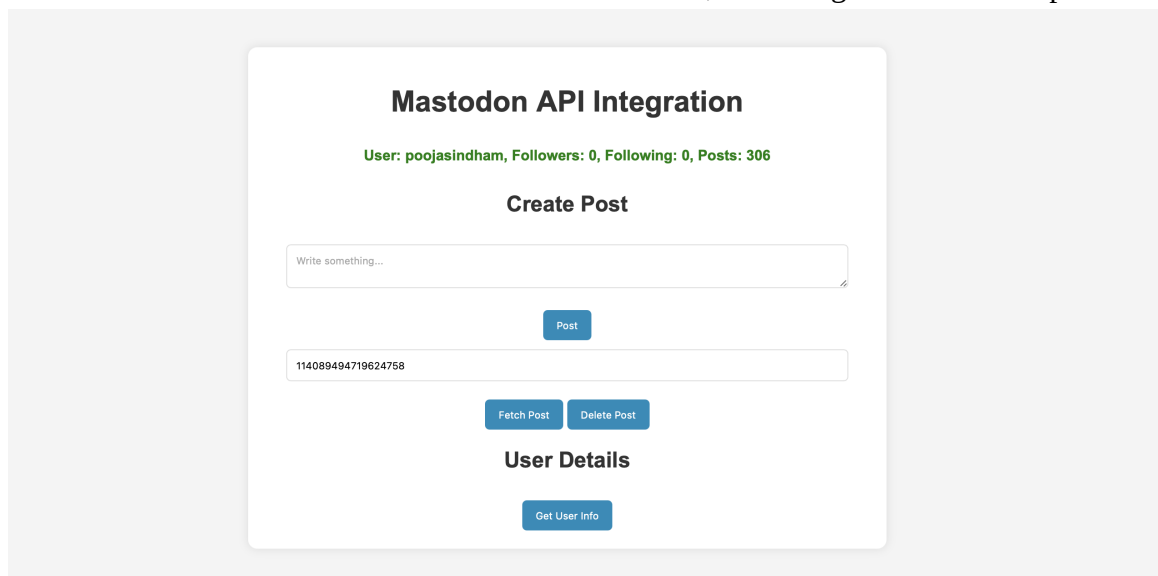 Mastodon API Integration
User: poojasindham, Followers: 0, Following: 0, Posts: 306
Create Post
Write something...
Post
114089494719624758
Fetch Post Delete Post
User Details
Get User Info